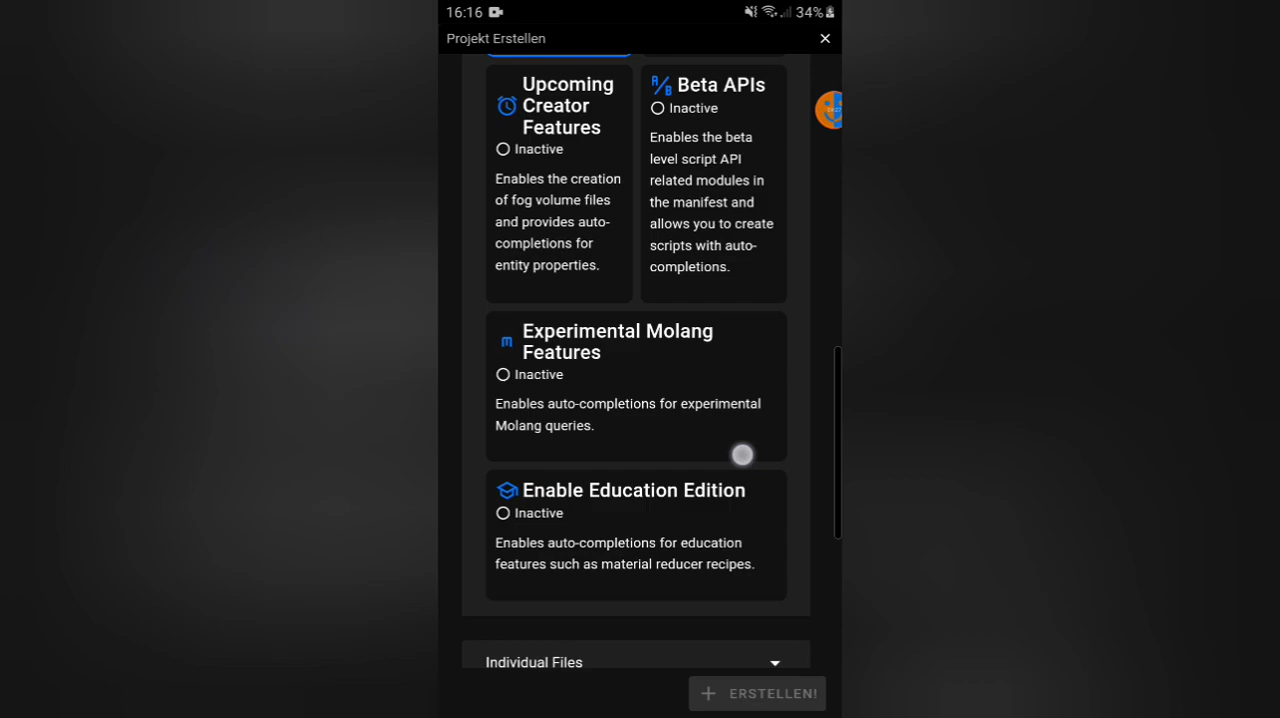 16:16
34%
Projekt Erstellen
Upcoming
Creator
Features
Inactive
Enables the creation
of fog volume files
and provides auto-
completions for
entity properties.
Beta APIs
Inactive
Enables the beta
level script API
related modules in
the manifest and
allows you to create
scripts with auto-
completions.
Experimental Molang
Features
Inactive
Enables auto-completions for experimental
Molang queries.
Enable Education Edition
Inactive
Enables auto-completions for education
features such as material reducer recipes.
Individual Files
ERSTELLEN!